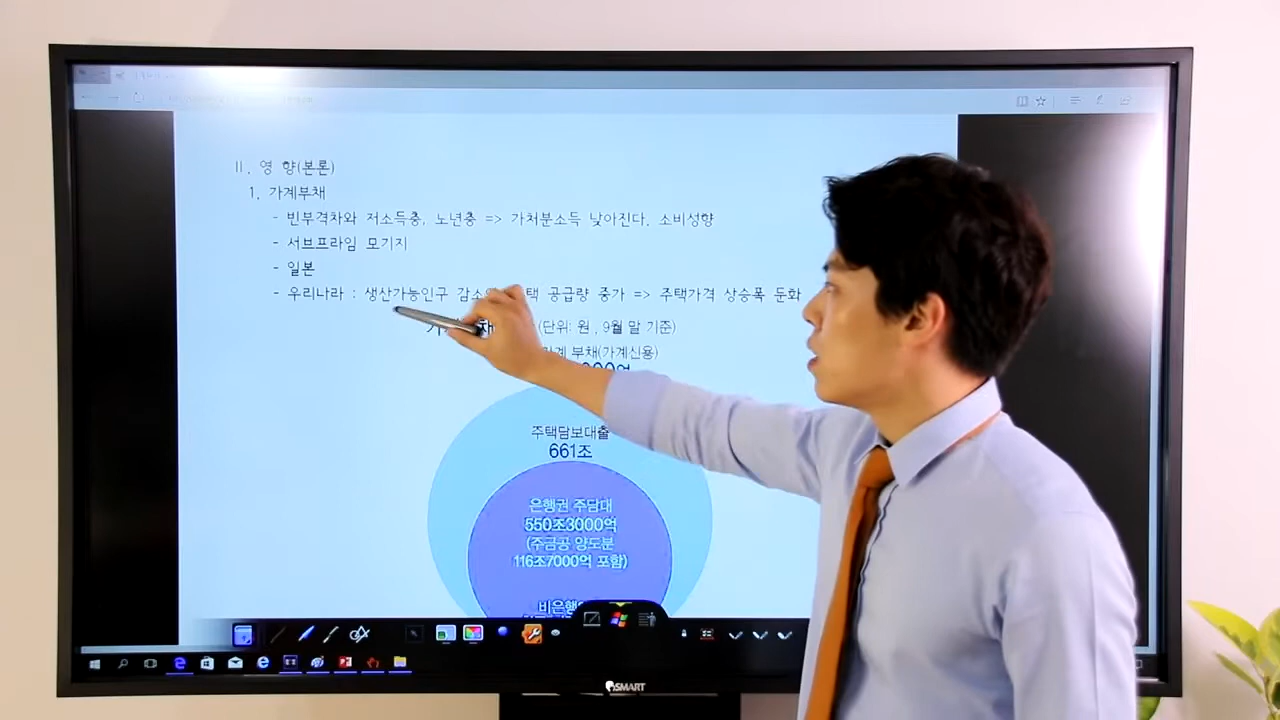 II. 영 향(본론)
1. 가계부채
- 빈부격차와 저소득층, 노년층 => 가처분소득 낮아진다. 소비성향
- 서브프라임 모기지
- 일본
- 우리나라 : 생산가능인구 감소 공급량 증가 => 주택가격 상승폭 둔화
(단위: 원, 9월 말 기준)
부채(가계신용)
주택담보대출
661조
은행권 주담대
550조3000억
(주금공 양도분
116조7000억 포함)
비은행
SMART